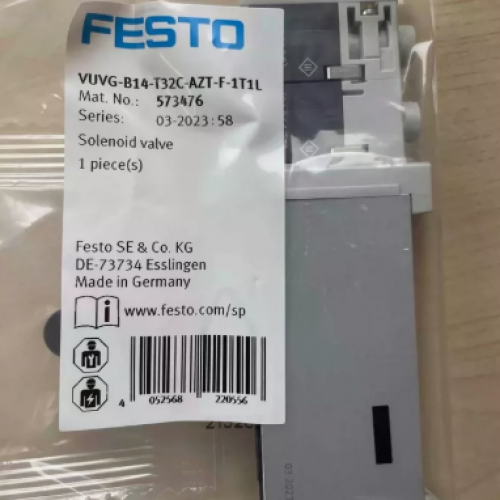 FESTO
VUVG-B14-T32C-AZT-F-1T1L
Mat. No.: 573476
Series: 03-2023:58
Solenoid valve
1 piece(s)
Festo SE & Co. KG
DE-73734 Esslingen
Made in Germany
www.festo.com/sp
4 052568 220556